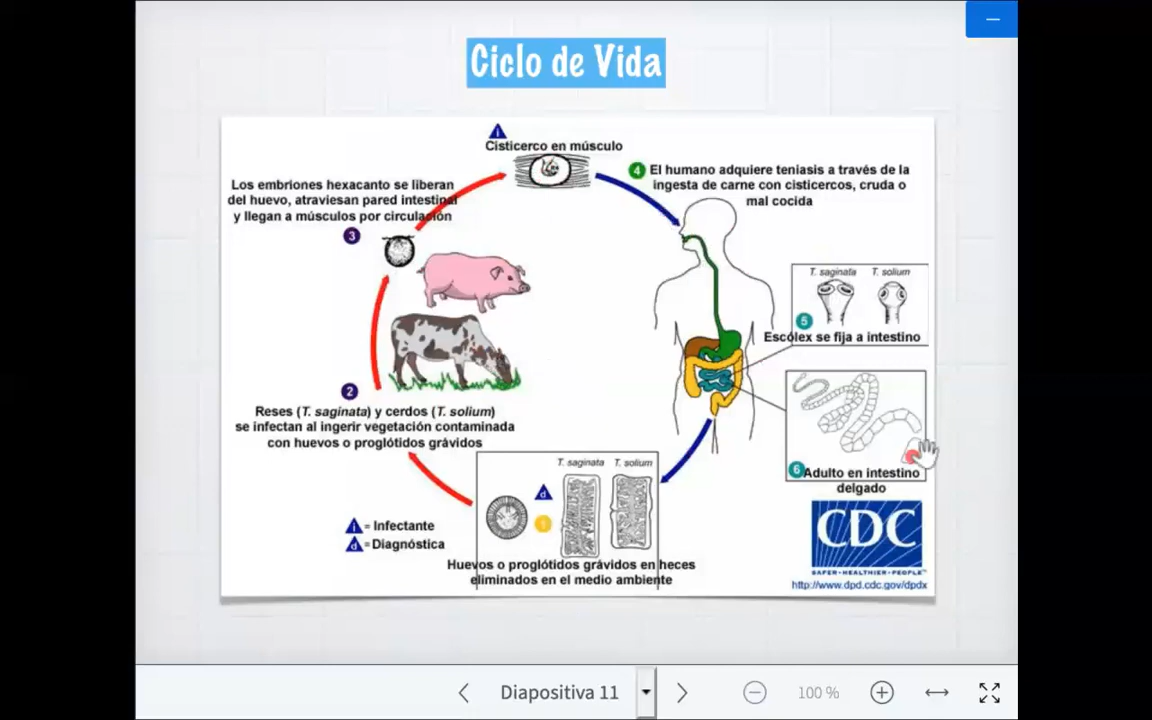 Ciclo de Vida
i
Cisticerco en músculo
4 El humano adquiere teniasis a través de la
ingesta de carne con cisticercos, cruda o
mal cocida
Los embriones hexacanto se liberan
del huevo, atraviesan pared intestinal
y llegan a músculos por circulación
3
T. saginata T. solium
5
Escólex se fija a intestino
2
Reses (T. saginata) y cerdos (T. solium)
se infectan al ingerir vegetación contaminada
con huevos o proglótidos grávidos
6 Adulto en intestino
delgado
T. saginata T. solium
d
1
i = Infectante
d = Diagnóstica
Huevos o proglótidos grávidos en heces
eliminados en el medio ambiente
CDC
SAFER·HEALTHIER·PEOPLE™
http://www.dpd.cdc.gov/dpdx
Diapositiva 11
100 %